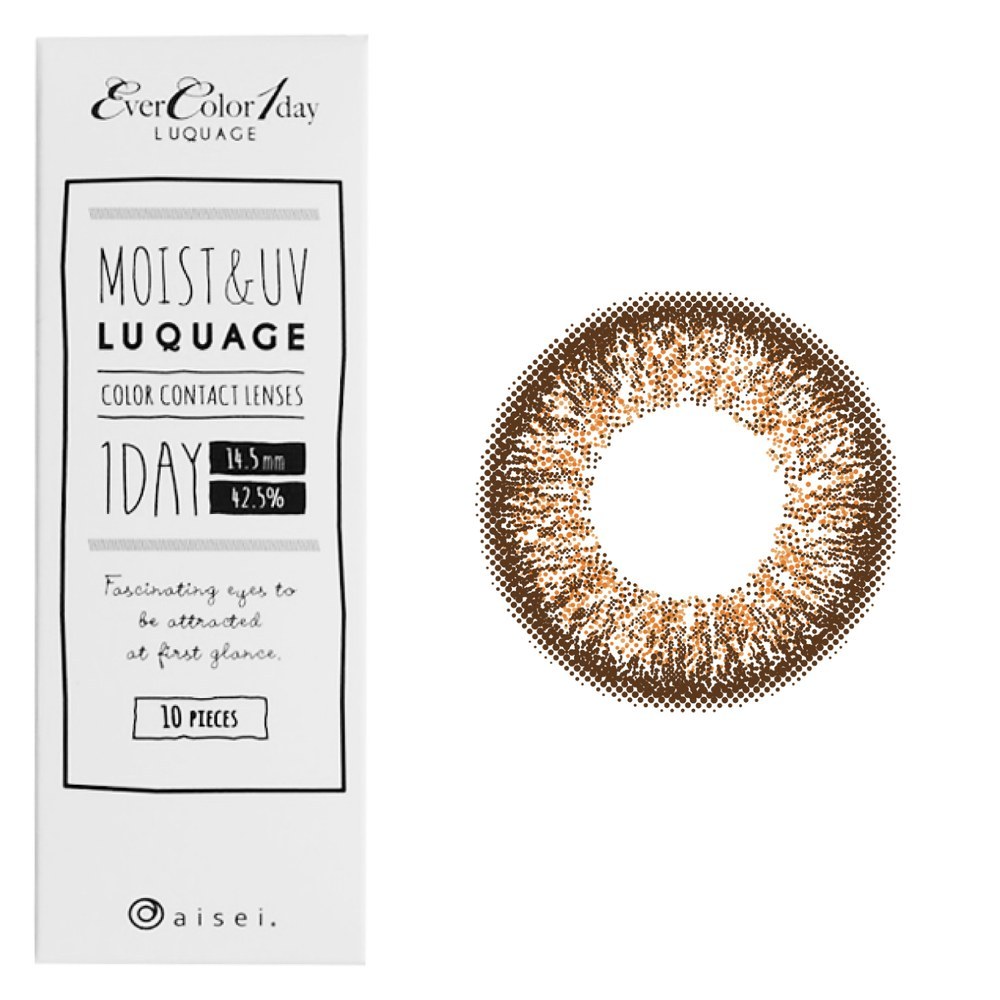 EverColor1day
LUQUAGE
MOIST&UV
LUQUAGE
COLOR CONTACT LENSES
1DAY
14.5mm
42.5%
Fascinating eyes to
be attracted
at first glance.
10 PIECES
aisei.